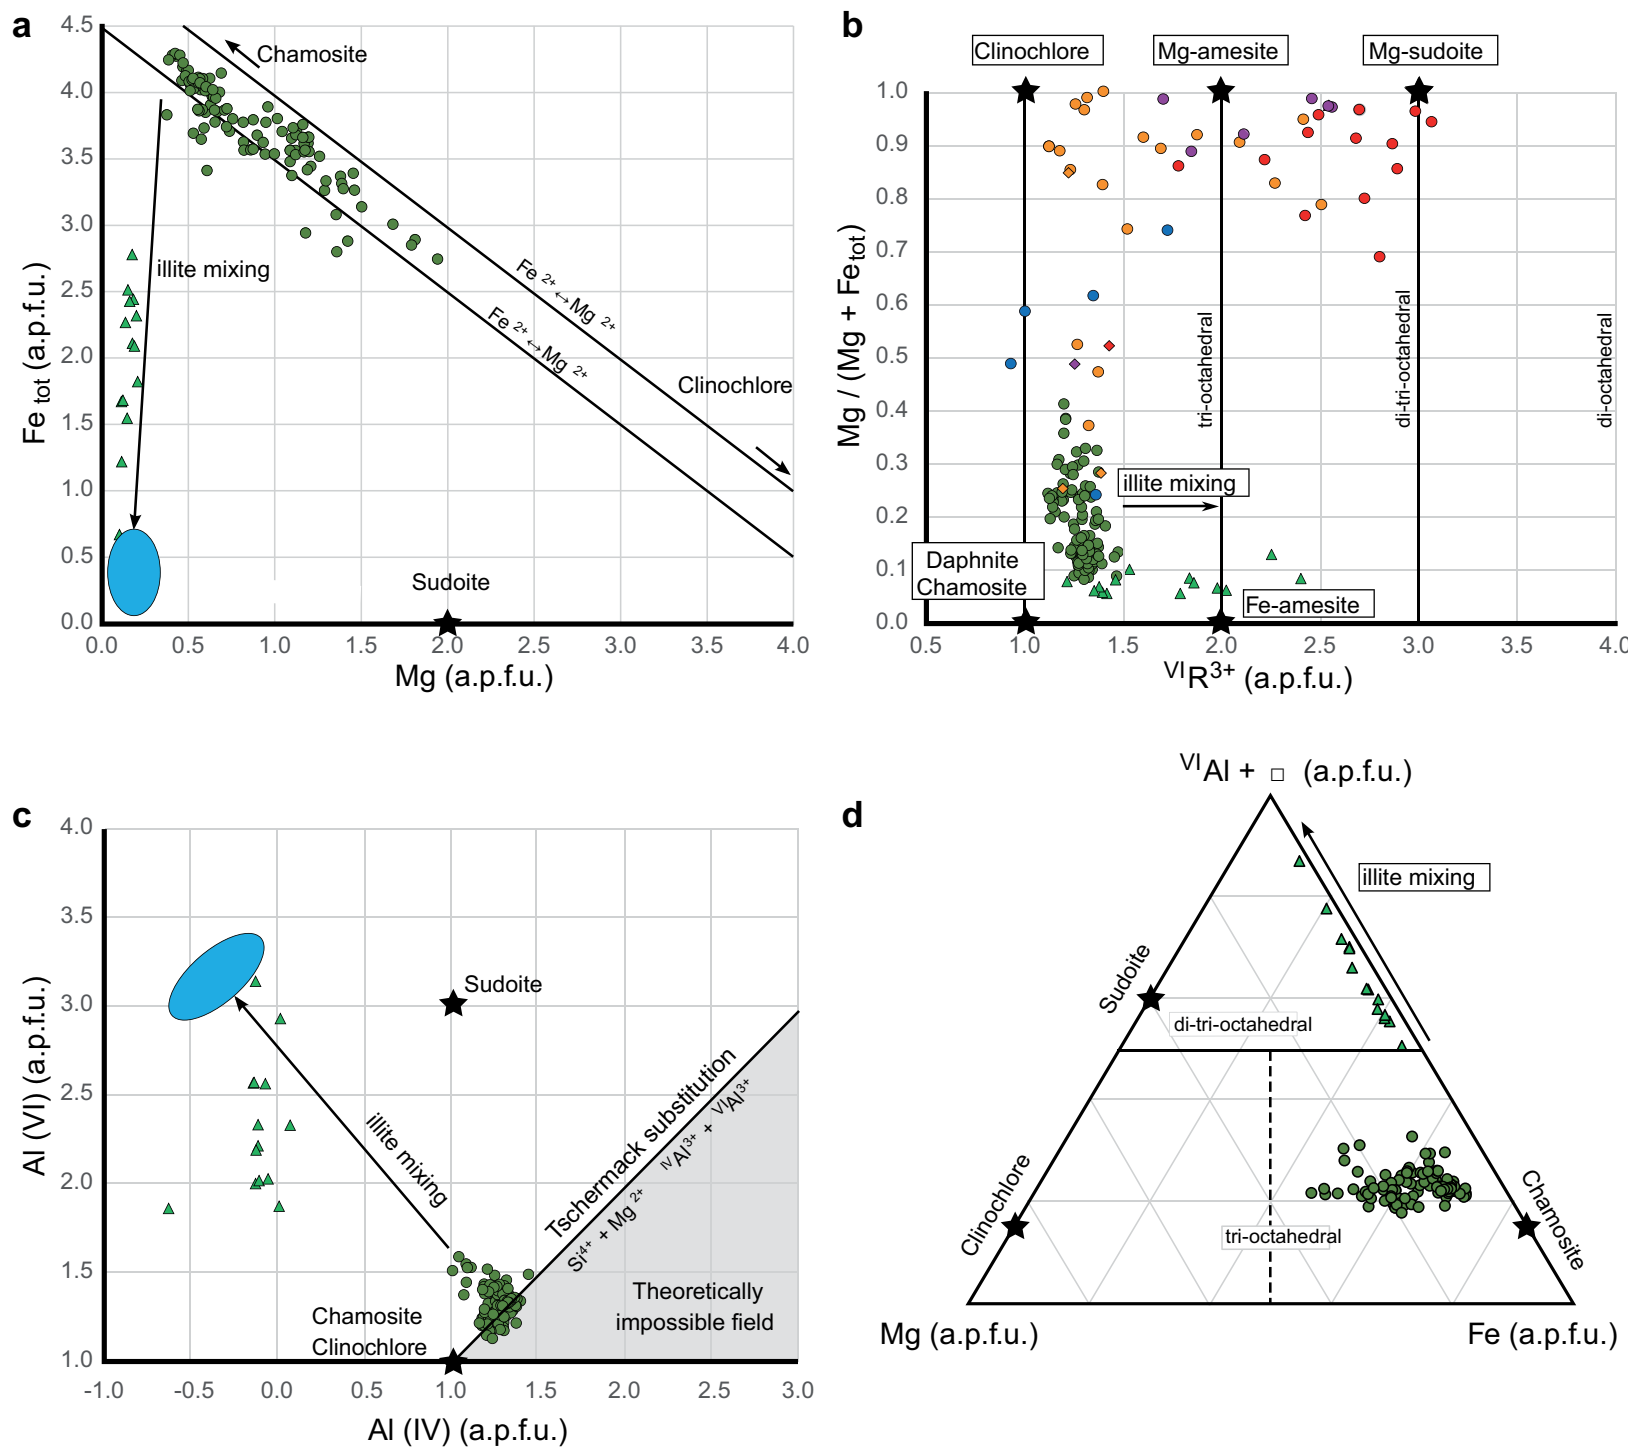 a
4.5
4.0
3.5
3.0
2.5
2.0
1.5
1.0
0.5
0.0
Fe tot (a.p.f.u.)
0.0 0.5 1.0 1.5 2.0 2.5 3.0 3.5 4.0
Mg (a.p.f.u.)
Chamosite
illite mixing
Fe 2+ ↔ Mg 2+
Fe 2+ ↔ Mg 2+
Clinochlore
Sudoite
b
Clinochlore
Mg-amesite
Mg-sudoite
1.0
0.9
0.8
0.7
0.6
0.5
0.4
0.3
0.2
0.1
0.0
Mg / (Mg + Fetot)
tri-octahedral
di-tri-octahedral
di-octahedral
illite mixing
Daphnite
Chamosite
Fe-amesite
0.5 1.0 1.5 2.0 2.5 3.0 3.5 4.0
VIR3+ (a.p.f.u.)
c
4.0
3.5
3.0
2.5
2.0
1.5
1.0
Al (VI) (a.p.f.u.)
Sudoite
illite mixing
Tschermack substitution
Si4+ + Mg 2+
IVAl3+ + VIAl3+
Theoretically
impossible field
Chamosite
Clinochlore
-1.0 -0.5 0.0 0.5 1.0 1.5 2.0 2.5 3.0
Al (IV) (a.p.f.u.)
d
VIAl + □ (a.p.f.u.)
illite mixing
Sudoite
di-tri-octahedral
Clinochlore
Chamosite
tri-octahedral
Mg (a.p.f.u.)
Fe (a.p.f.u.)